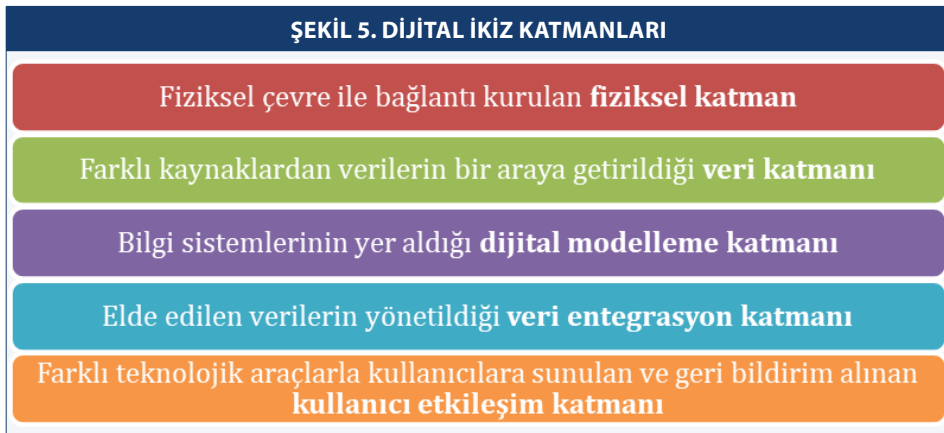 ŞEKİL 5. DİJİTAL İKİZ KATMANLARI
Fiziksel çevre ile bağlantı kurulan fiziksel katman
Farklı kaynaklardan verilerin bir araya getirildiği veri katmanı
Bilgi sistemlerinin yer aldığı dijital modelleme katmanı
Elde edilen verilerin yönetildiği veri entegrasyon katmanı
Farklı teknolojik araçlarla kullanıcılara sunulan ve geri bildirim alınan
kullanıcı etkileşim katmanı